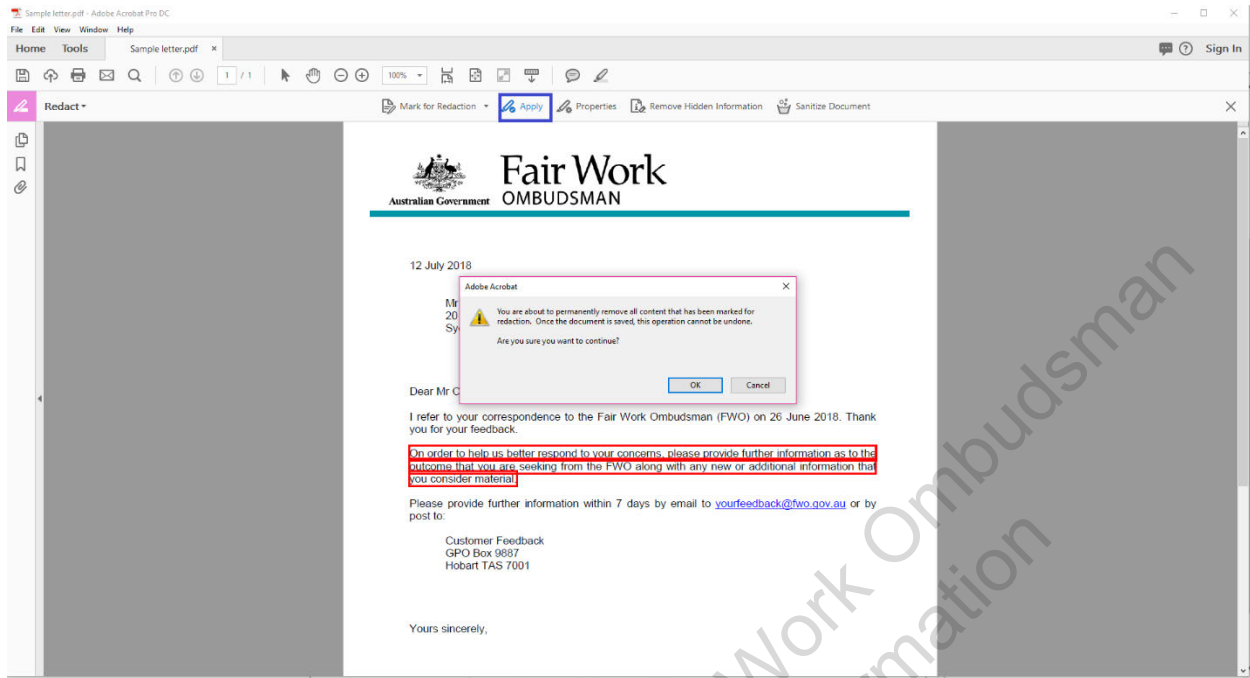 Sample letter.pdf - Adobe Acrobat Pro DC
File Edit View Window Help
Home Tools Sample letter.pdf × Sign In
1 / 1 100%
Redact Mark for Redaction Apply Properties Remove Hidden Information Sanitize Document
Australian Government
Fair Work
OMBUDSMAN
12 July 2018
Mr
20
Sy
Adobe Acrobat
You are about to permanently remove all content that has been marked for
redaction. Once the document is saved, this operation cannot be undone.
Are you sure you want to continue?
OK Cancel
Dear Mr
I refer to your correspondence to the Fair Work Ombudsman (FWO) on 26 June 2018. Thank
you for your feedback.
On order to help us better respond to your concerns, please provide further information as to the
outcome that you are seeking from the FWO along with any new or additional information that
you consider material.
Please provide further information within 7 days by email to yourfeedback@fwo.gov.au or by
post to:
Customer Feedback
GPO Box 9887
Hobart TAS 7001
Yours sincerely,
Work Ombudsman
mation